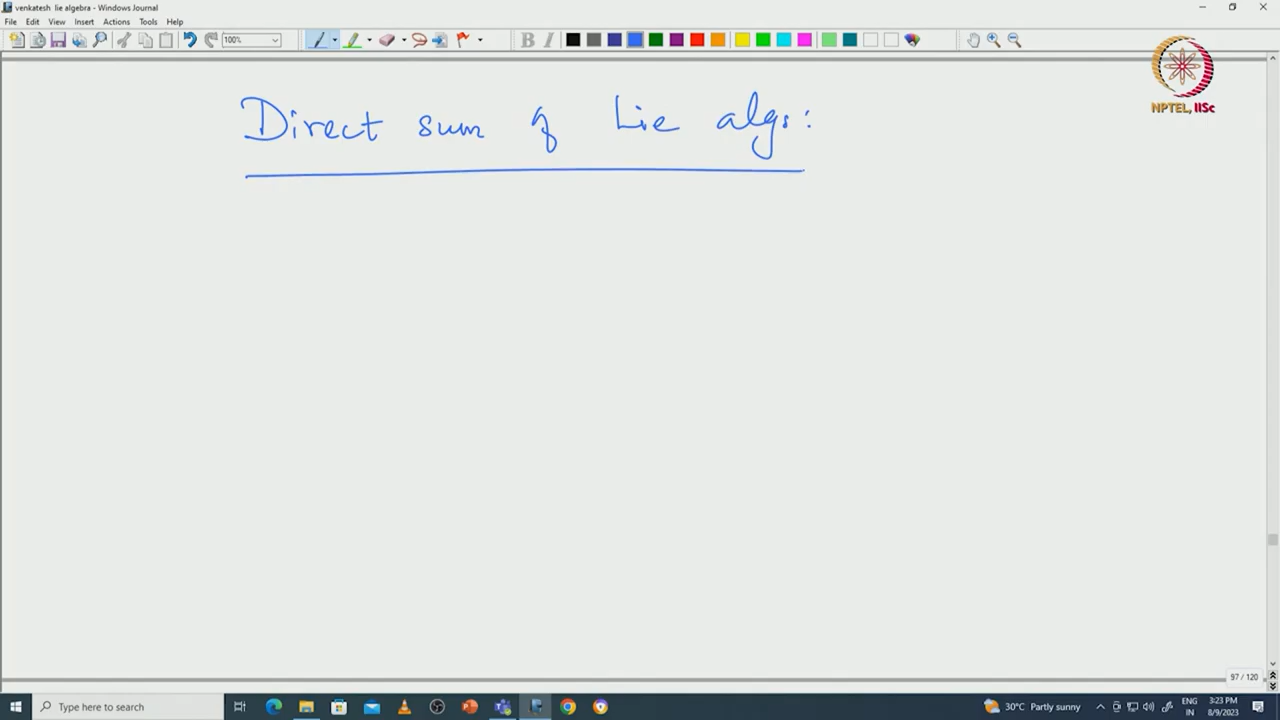 venkatesh lie algebra - Windows Journal
File Edit View Insert Actions Tools Help
100%
B I
NPTEL, IISc
Direct sum of Lie algs:
97 / 120
Type here to search
30°C Partly sunny
ENG
IN
3:23 PM
8/9/2023